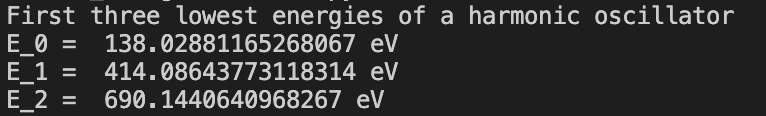 First three lowest energies of a harmonic oscillator
E_0 =  138.02881165268067 eV
E_1 =  414.08643773118314 eV
E_2 =  690.1440640968267 eV